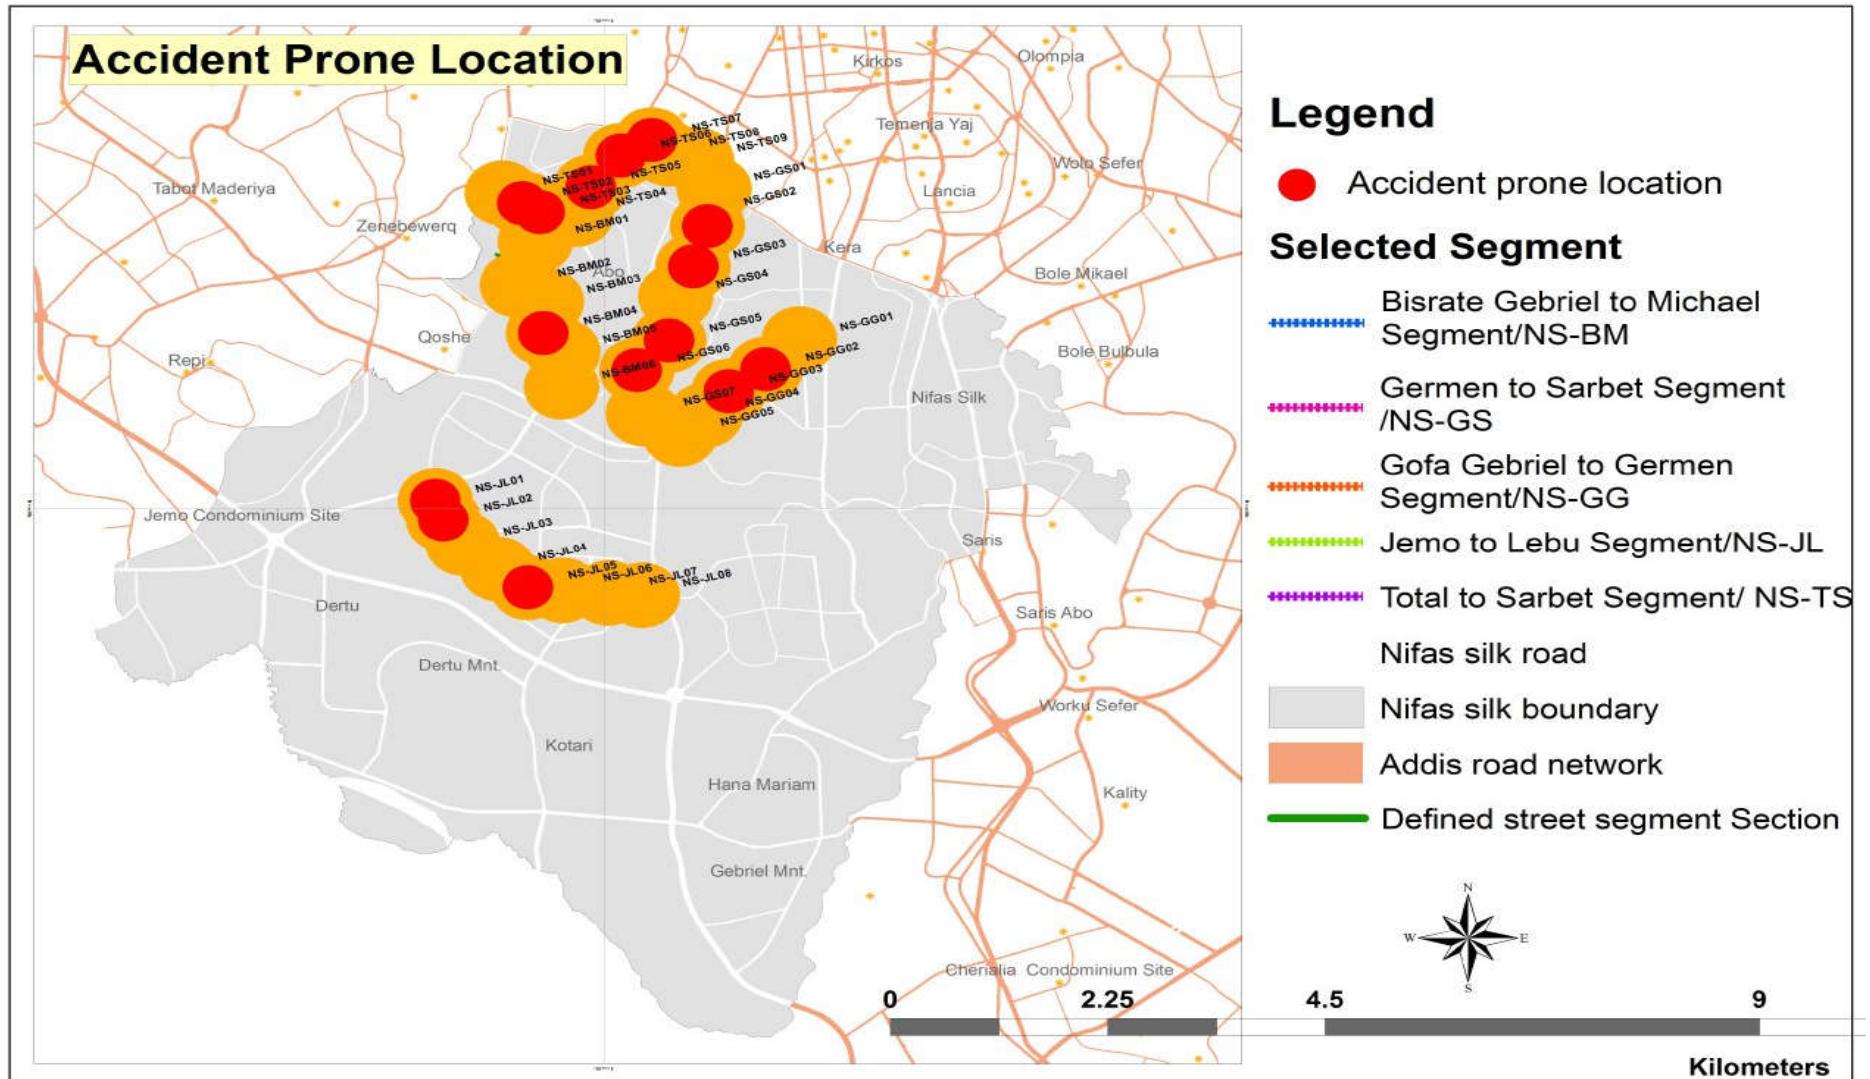 Accident Prone Location
Kirkos
Olompia
NS-TS07
NS-TS06
NS-TS08
NS-TS09
Temenja Yaj
Wolo Sefer
NS-TS05
NS-GS01
NS-TS01
NS-TS02
NS-TS03
NS-TS04
Tabot Maderiya
Lancia
NS-GS02
Zenebewerq
NS-BM01
NS-GS03
Kera
NS-BM02
Abo
NS-BM03
NS-GS04
Bole Mikael
NS-BM04
NS-GS05
NS-GG01
Qoshe
NS-BM05
NS-GS06
NS-GG02
Bole Bulbula
Repi
NS-BM06
NS-GG03
NS-GS07
NS-GG04
Nifas Silk
NS-GG05
NS-JL01
NS-JL02
Jemo Condominium Site
NS-JL03
Saris
NS-JL04
NS-JL05
NS-JL06
NS-JL07
NS-JL08
Dertu
Saris Abo
Dertu Mnt.
Worku Sefer
Kotari
Hana Mariam
Kality
Gebriel Mnt.
Condominium Site
Legend
Accident prone location
Selected Segment
Bisrate Gebriel to Michael
Segment/NS-BM
Germen to Sarbet Segment
/NS-GS
Gofa Gebriel to Germen
Segment/NS-GG
Jemo to Lebu Segment/NS-JL
Total to Sarbet Segment/ NS-TS
Nifas silk road
Nifas silk boundary
Addis road network
Defined street segment Section
N
W E
S
0 2.25 4.5 9
Kilometers